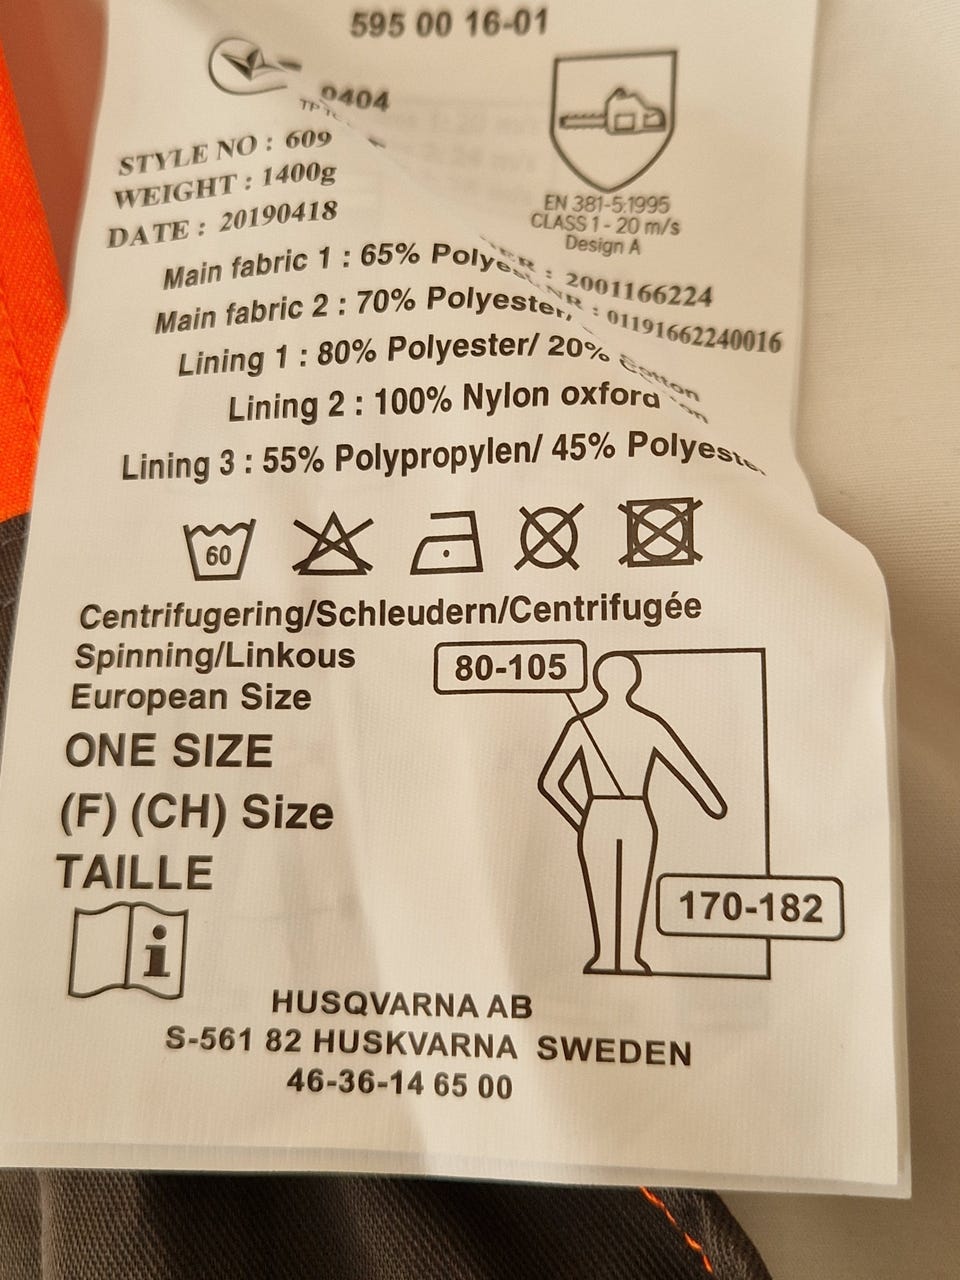 595 00 16-01
0404
STYLE NO : 609
WEIGHT : 1400g
DATE : 20190418
EN 381-5:1995
CLASS 1 - 20 m/s
Design A
: 2001166224
NR : 01191662240016
Main fabric 1 : 65%
Main fabric 2 : 70% Polyester/
Lining 1 : 80% Polyester/ 20% Cotton
Lining 2 : 100% Nylon oxford
Lining 3 : 55% Polypropylen/ 45% Polyester
60
Centrifugering/Schleudern/Centrifugée
Spinning/Linkous
European Size
ONE SIZE
(F) (CH) Size
TAILLE
80-105
170-182
i
HUSQVARNA AB
S-561 82 HUSKVARNA SWEDEN
46-36-14 65 00